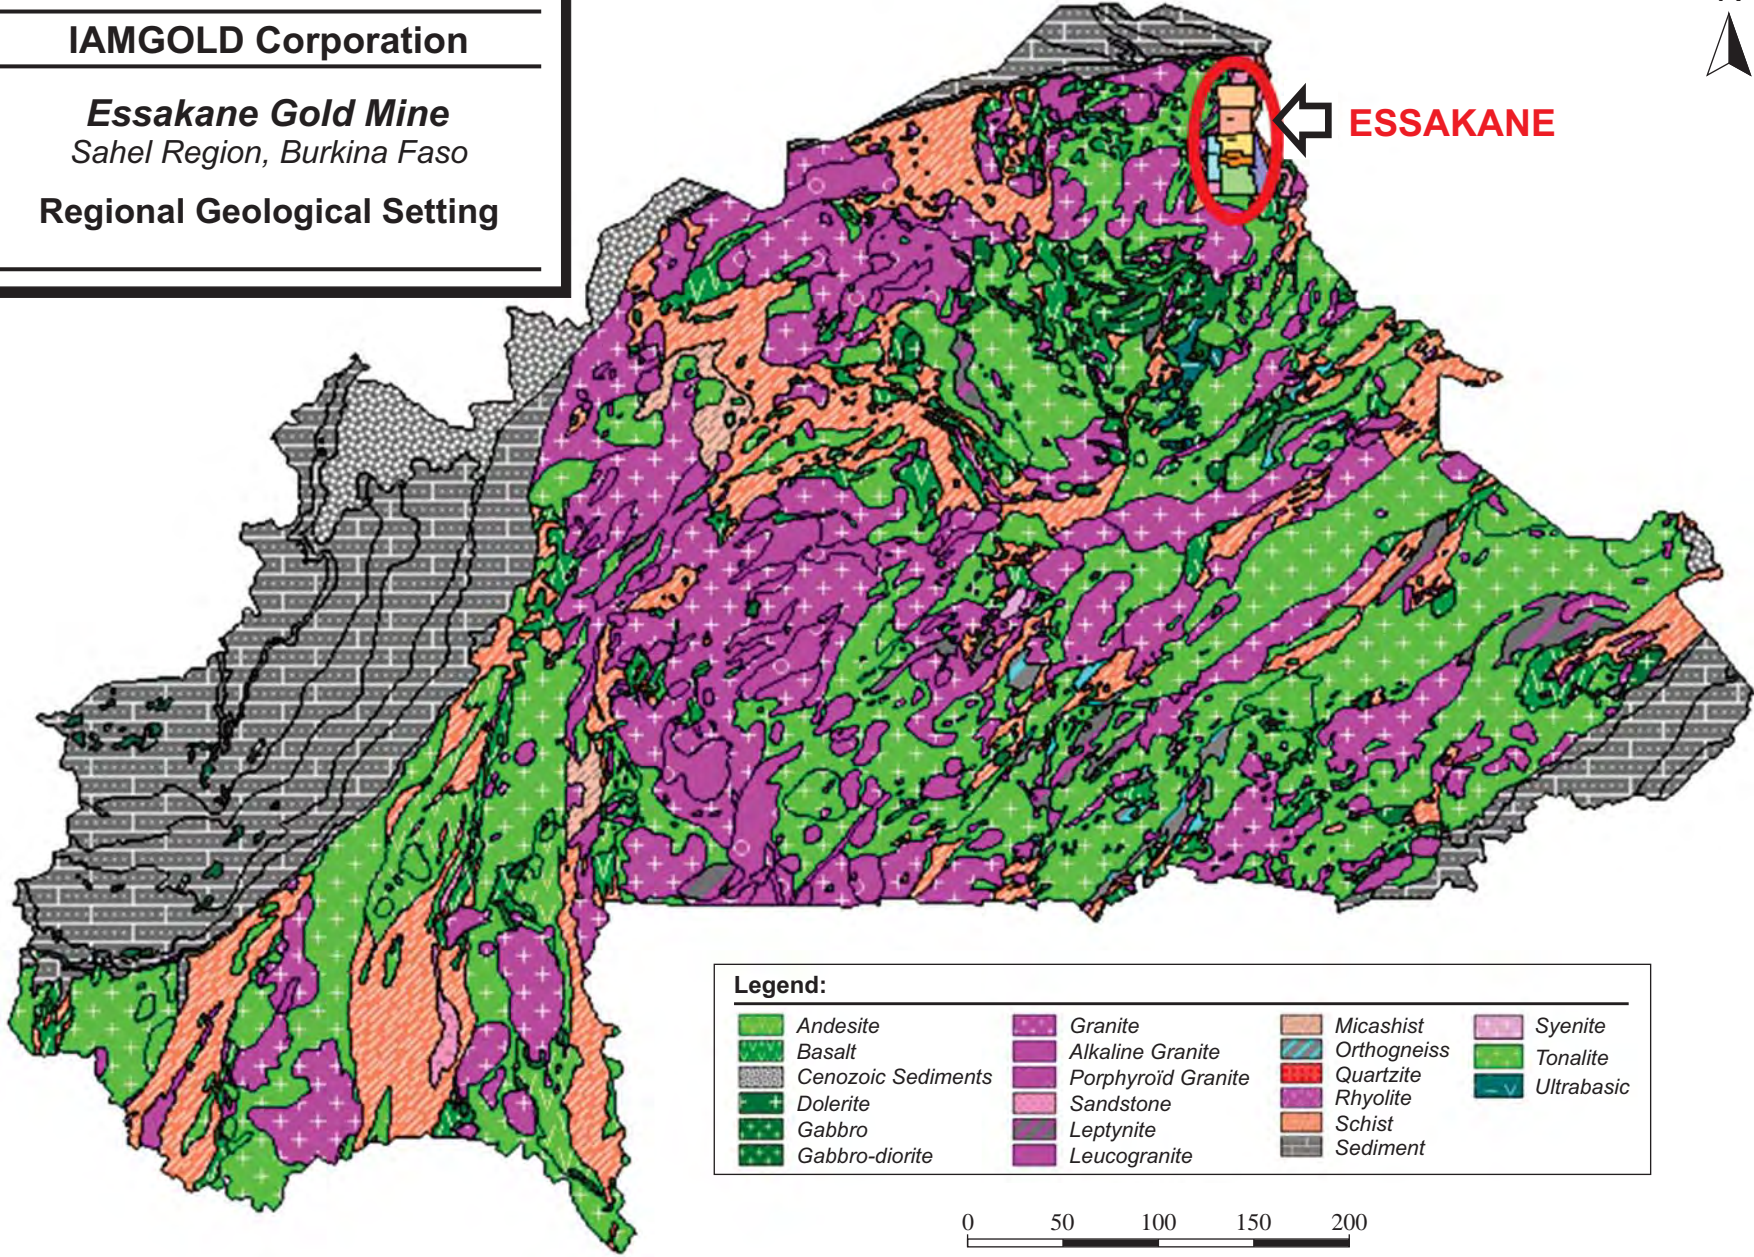 IAMGOLD Corporation
Essakane Gold Mine
Sahel Region, Burkina Faso
Regional Geological Setting
ESSAKANE
Legend:
Andesite
Basalt
Cenozoic Sediments
Dolerite
Gabbro
Gabbro-diorite
Granite
Alkaline Granite
Porphyroïd Granite
Sandstone
Leptynite
Leucogranite
Micashist
Orthogneiss
Quartzite
Rhyolite
Schist
Sediment
Syenite
Tonalite
Ultrabasic
0 50 100 150 200